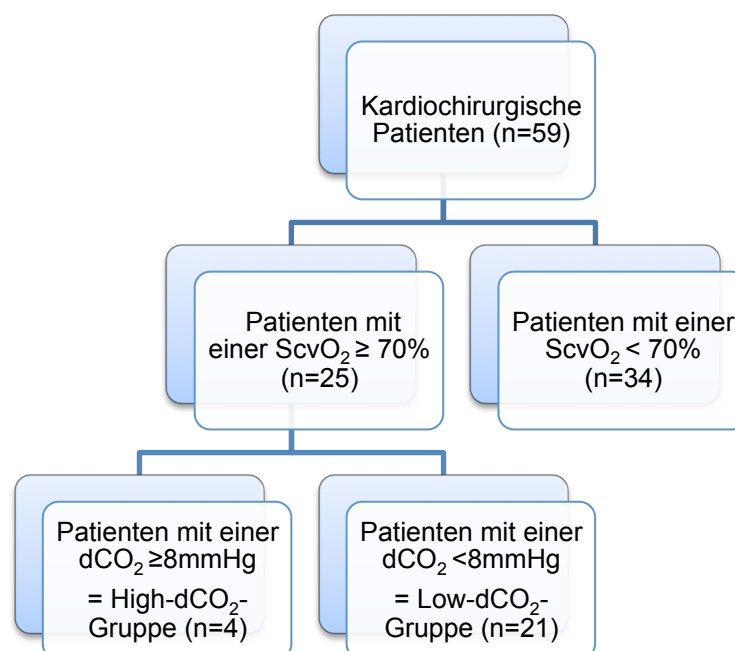 Kardiochirurgische
Patienten (n=59)
Patienten mit
einer ScvO₂ ≥ 70%
(n=25)
Patienten mit einer
ScvO₂ < 70%
(n=34)
Patienten mit einer
dCO₂ ≥8mmHg
= High-dCO₂-
Gruppe (n=4)
Patienten mit einer
dCO₂ <8mmHg
= Low-dCO₂-
Gruppe (n=21)